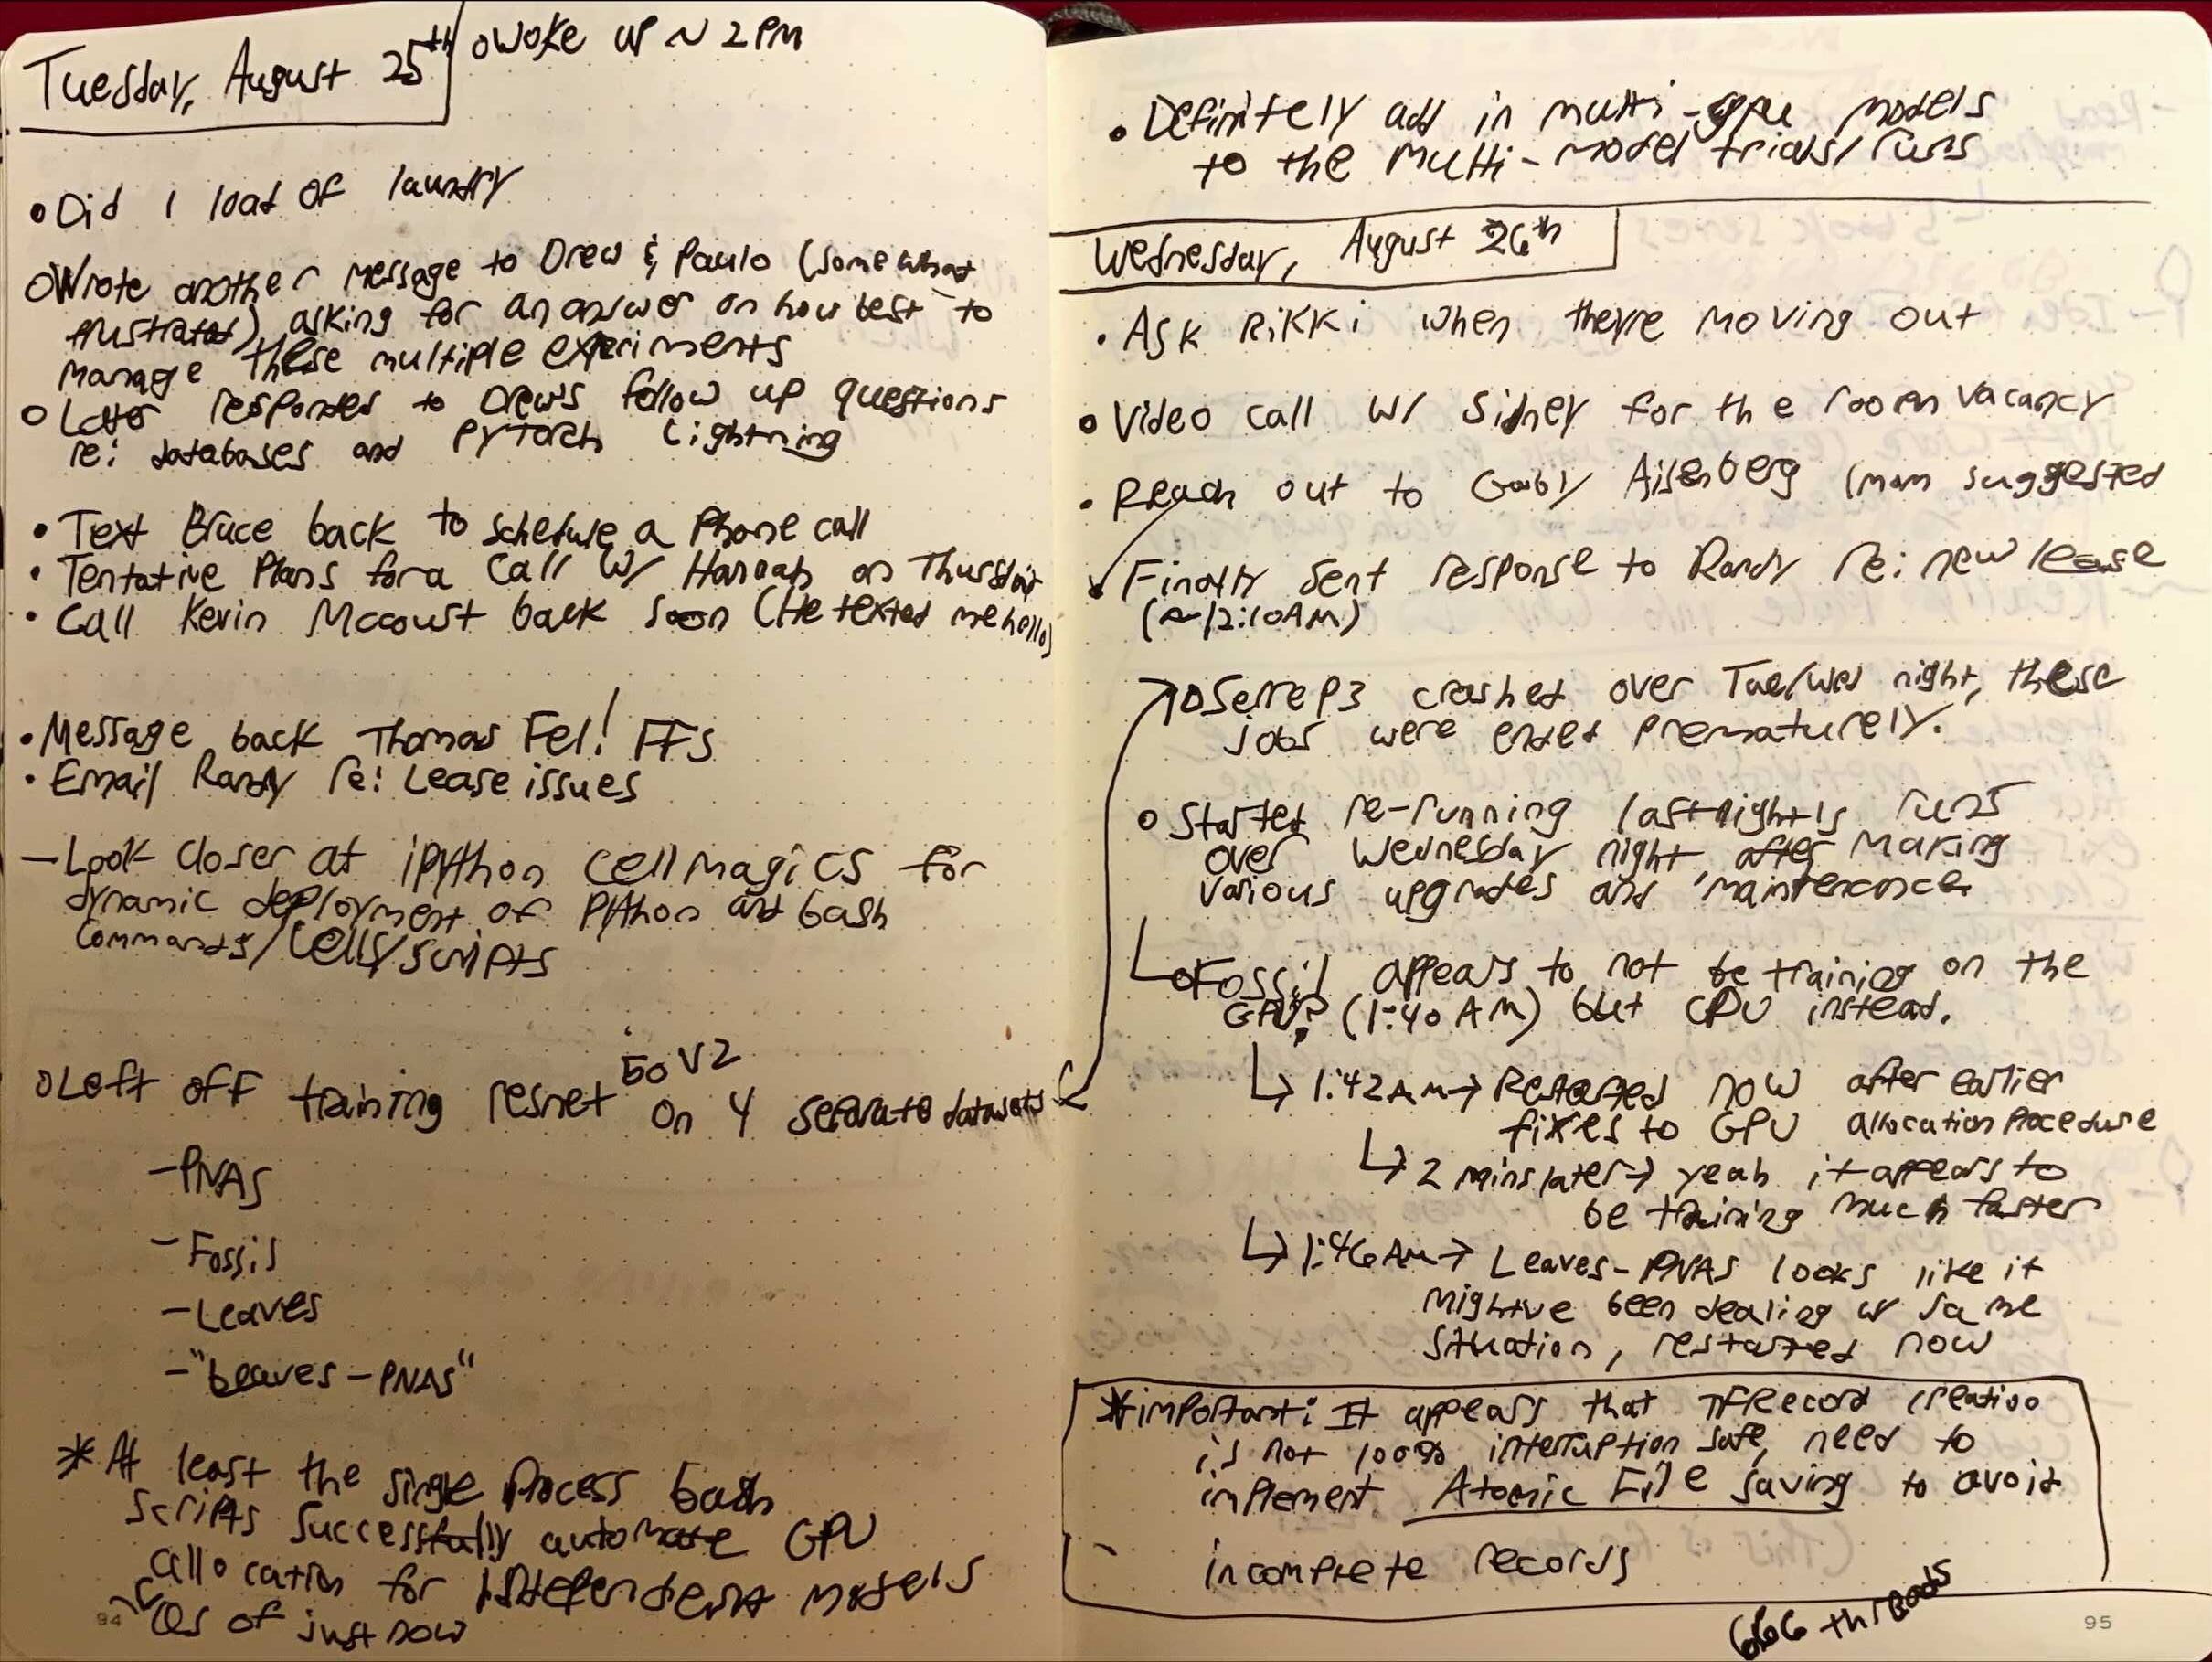 Tuesday, August 25th
○ Woke up ~ 2PM
• Did 1 load of laundry
○ Wrote another message to Drew & Paulo (somewhat
frustrated), asking for an answer on how best to
manage these multiple experiments
○ Later responded to Drew's follow up questions
re: databases and PyTorch Lightning
• Text Bruce back to schedule a phone call
• Tentative Plans for a Call w/ Hannah on Thursday
• Call Kevin back soon (He texted me hello)
• Message back Thomas Fel! FFS
• Email Randy re: Lease issues
— Look closer at ipython cell magics for
dynamic deployment of Python and bash
commands/cells/scripts
○ Left off training resnet 50 V2
on 4 separate datasets
– PNAS
– Fossil
– Leaves
– "Leaves – PNAS"
* At least the single process bash
scripts successfully automate GPU
allocation for independent models
as of just now
94
• Definitely add in multi-gpu models
to the multi-model trials/runs
Wednesday, August 26th
• Ask Rikki when they're moving out
○ Video call w/ Sidney for the room vacancy
• Reach out to Gaby Aisenberg (mom suggested
Finally sent response to Randy re: new lease
(~12:10AM)
○ Serrep3 crashed over Tue/Wed night, these
jobs were ended prematurely.
○ Started re-running last night's runs
over Wednesday night, after making
various upgrades and maintenance.
○ Fossil appears to not be training on the
GPU? (1:40 AM) but CPU instead.
↳ 1:42AM → Restarted now after earlier
fixes to GPU allocation procedure
↳ 2 mins later → yeah it appears to
be training much faster
↳ 1:46AM → Leaves-PNAS looks like it
might've been dealing w/ same
situation, restarted now
* important: It appears that TFRecord creation
is not 100% interruption safe, need to
implement Atomic File saving to avoid
incomplete records
666 threads
95